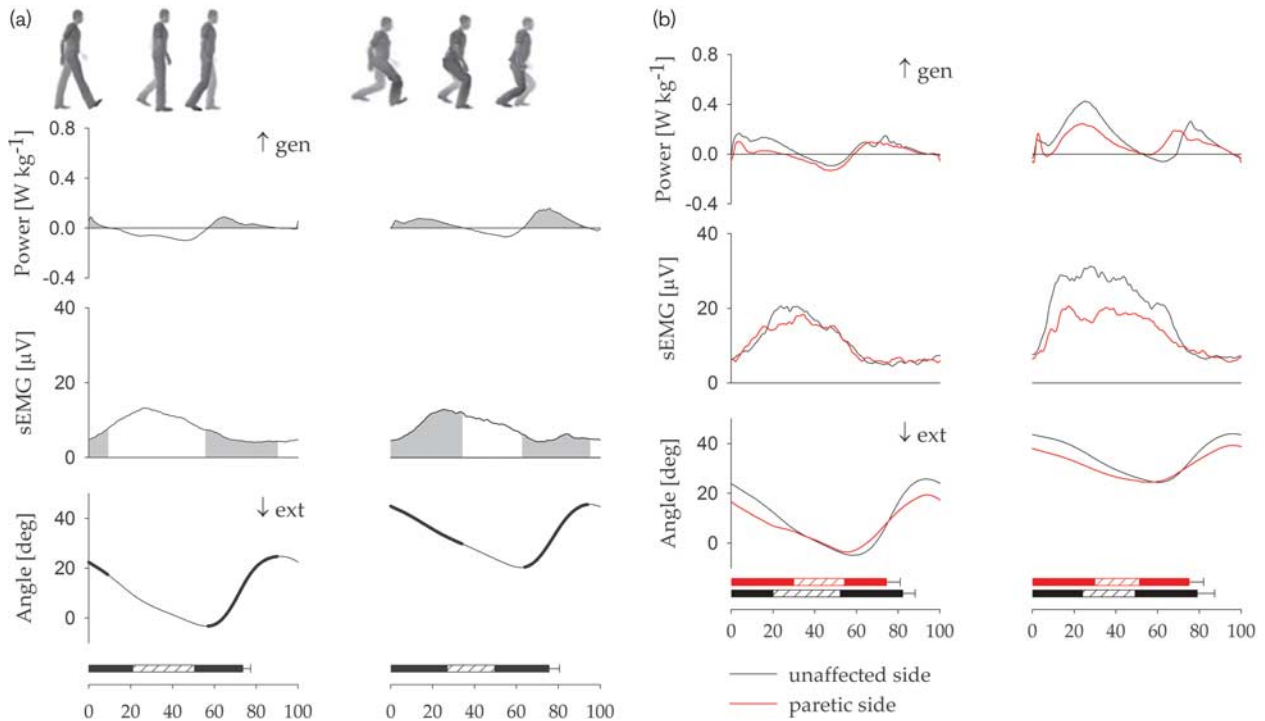 (a)
0.8
0.4
0.0
-0.4
Power [W kg-1]
↑ gen
40
20
0
sEMG [µV]
40
20
0
Angle [deg]
↓ ext
0 20 40 60 80 100
0 20 40 60 80 100
(b)
0.8
0.4
0.0
-0.4
Power [W kg-1]
↑ gen
40
20
0
sEMG [µV]
40
20
0
Angle [deg]
↓ ext
0 20 40 60 80 100
0 20 40 60 80 100
unaffected side
paretic side